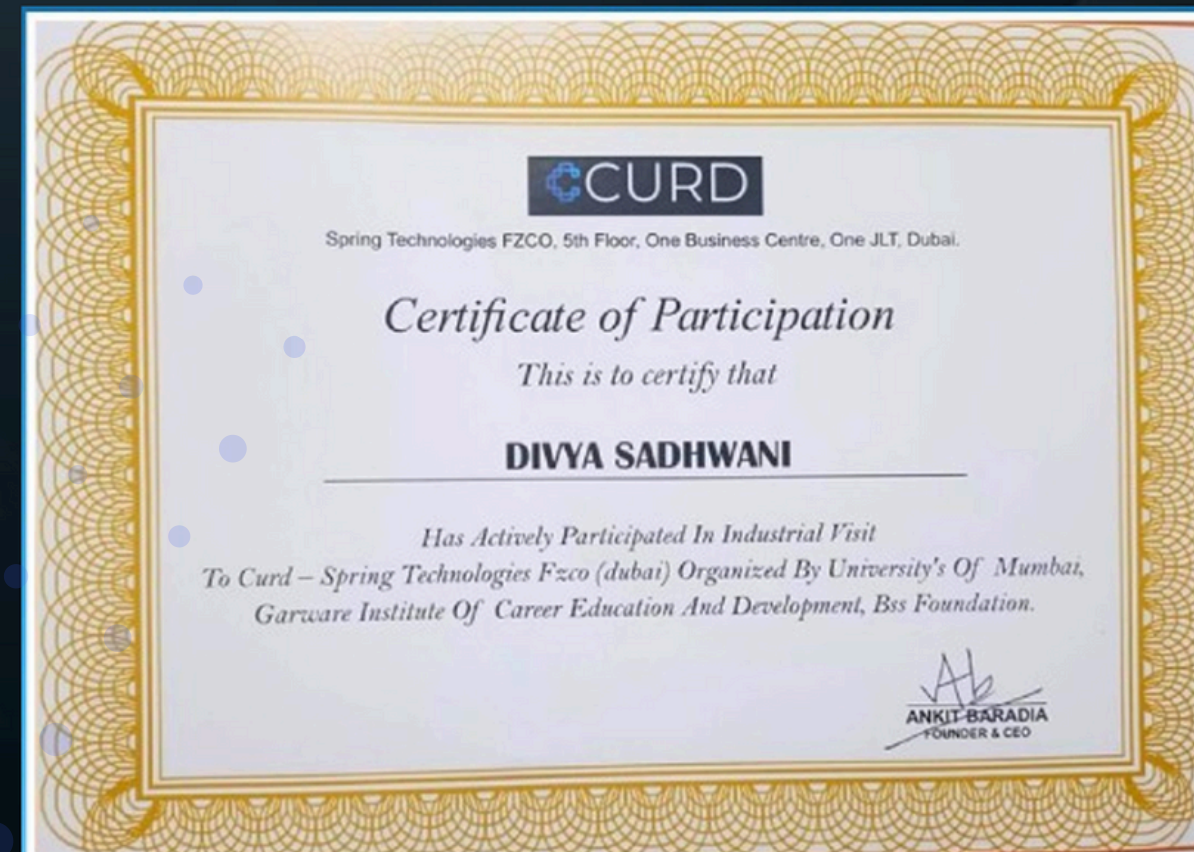 CURD
Spring Technologies FZCO, 5th Floor, One Business Centre, One JLT, Dubai.
Certificate of Participation
This is to certify that
DIVYA SADHWANI
Has Actively Participated In Industrial Visit
To Curd – Spring Technologies Fzco (dubai) Organized By University's Of Mumbai,
Garware Institute Of Career Education And Development, Bss Foundation.
ANKIT BARADIA
FOUNDER & CEO